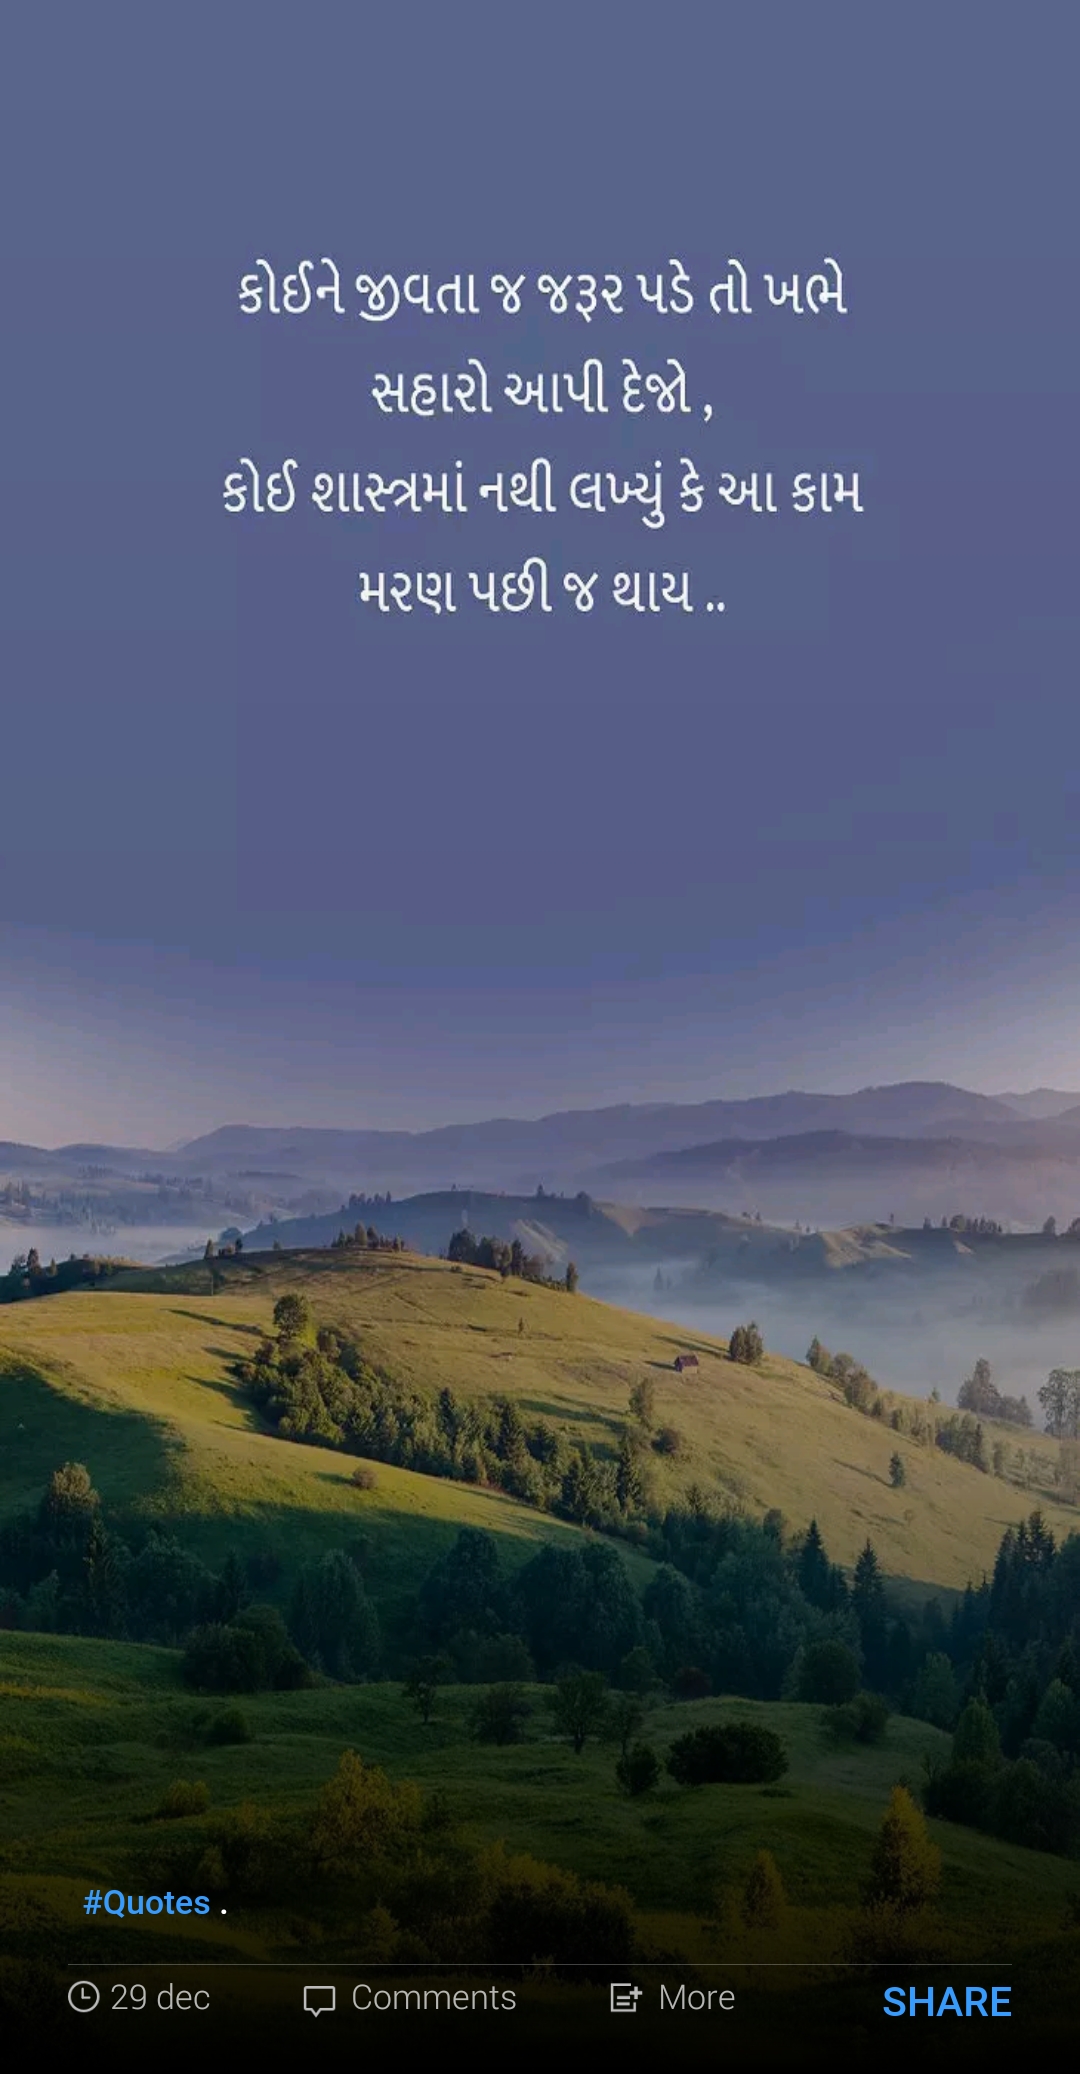 કોઈને જીવતા જ જરૂર પડે તો ખભે
સહારો આપી દેજો ,
કોઈ શાસ્ત્રમાં નથી લખ્યું કે આ કામ
મરણ પછી જ થાય ..
#Quotes .
29 dec Comments More SHARE